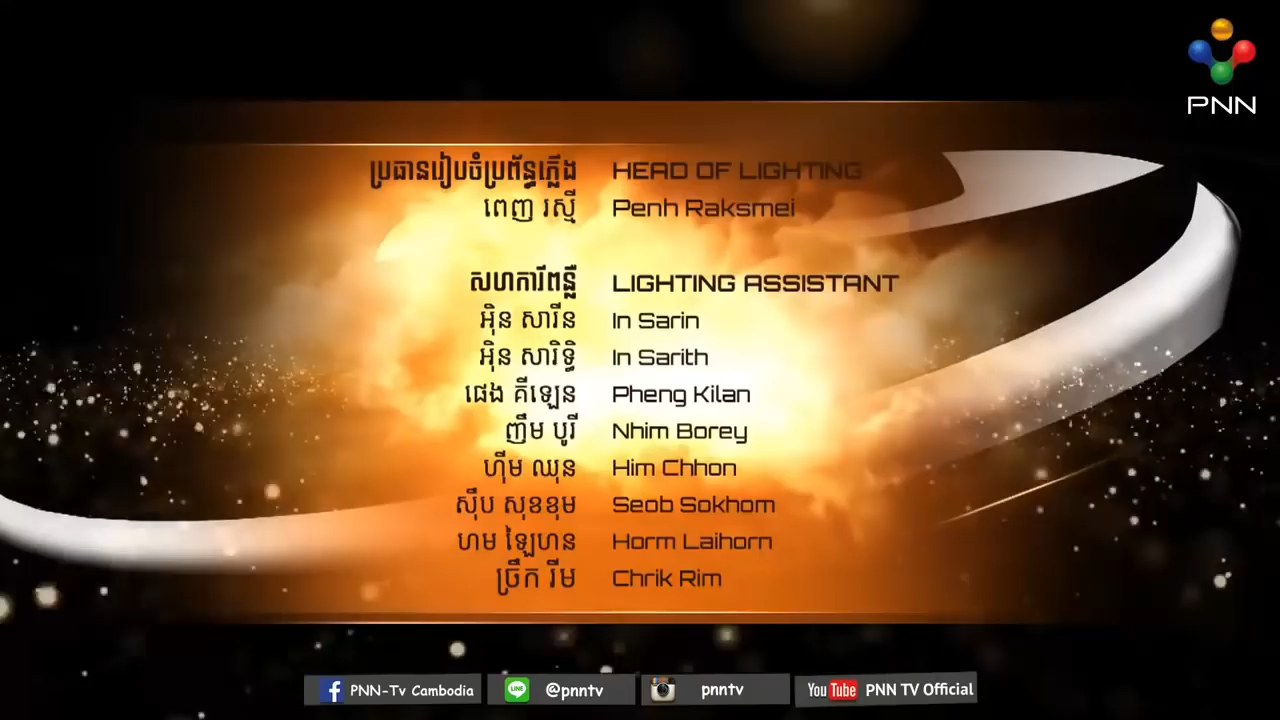 PNN
ប្រធានរៀបចំប្រព័ន្ធភ្លើង HEAD OF LIGHTING
ពេញ រស្មី Penh Raksmei
សហការីពន្លឺ LIGHTING ASSISTANT
អ៊ិន សារីន In Sarin
អ៊ិន សារិទ្ធិ In Sarith
ផេង គីឡេន Pheng Kilan
ញឹម បូរី Nhim Borey
ហ៊ីម ឈុន Him Chhon
ស៊ឹប សុខខុម Seob Sokhom
ហម ឡៃហន Horm Laihorn
ច្រឹក រីម Chrik Rim
PNN-Tv Cambodia LINE @pnntv pnntv YouTube PNN TV Official